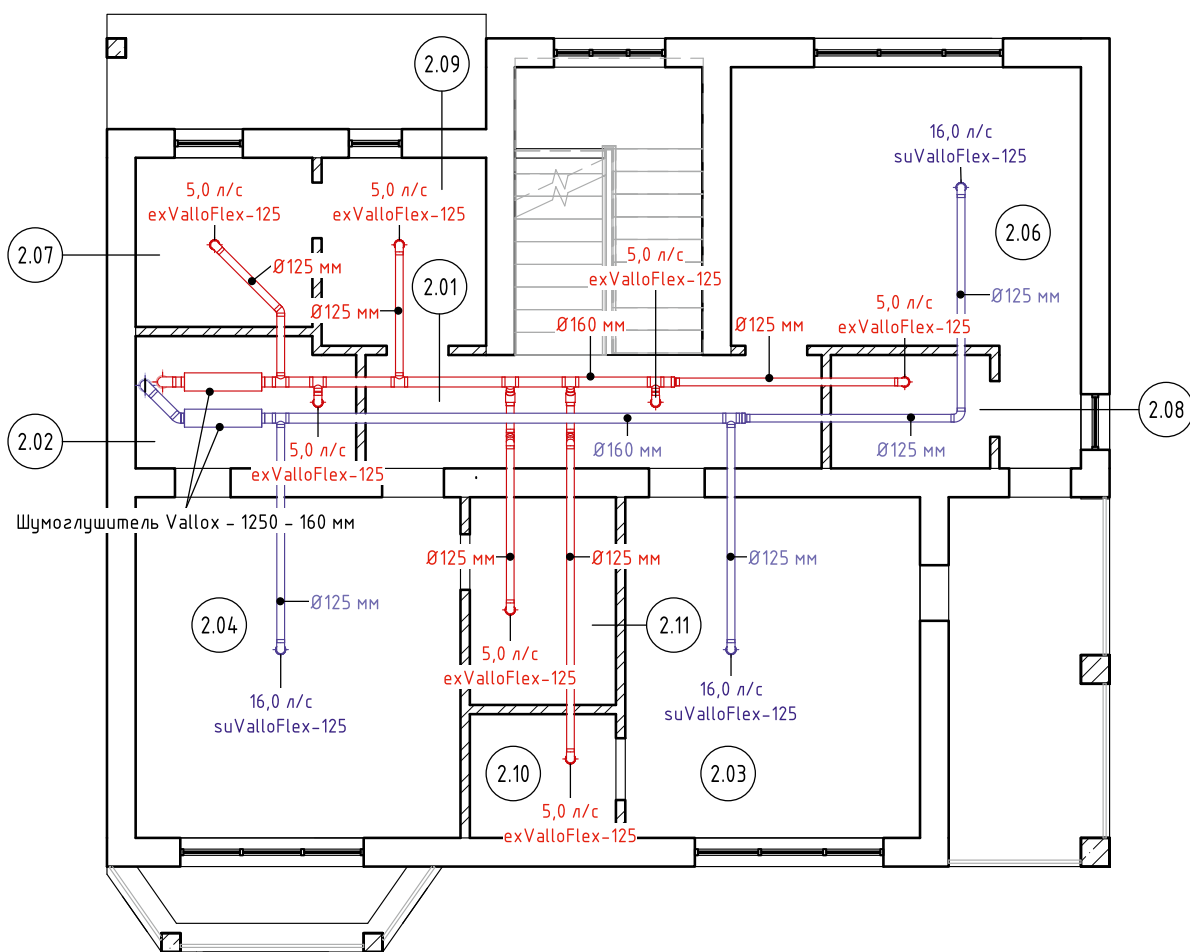 2.09
16,0 л/с
suValloFlex-125
5,0 л/с
exValloFlex-125
5,0 л/с
exValloFlex-125
2.06
2.07
5,0 л/с
exValloFlex-125
Ø125 мм
2.01
Ø125 мм
Ø125 мм
5,0 л/с
exValloFlex-125
Ø160 мм
Ø125 мм
2.08
2.02
5,0 л/с
exValloFlex-125
Ø160 мм
Ø125 мм
Шумоглушитель Vallox - 1250 - 160 мм
Ø125 мм
Ø125 мм
Ø125 мм
Ø125 мм
2.04
2.11
5,0 л/с
exValloFlex-125
16,0 л/с
suValloFlex-125
16,0 л/с
suValloFlex-125
2.10
2.03
5,0 л/с
exValloFlex-125